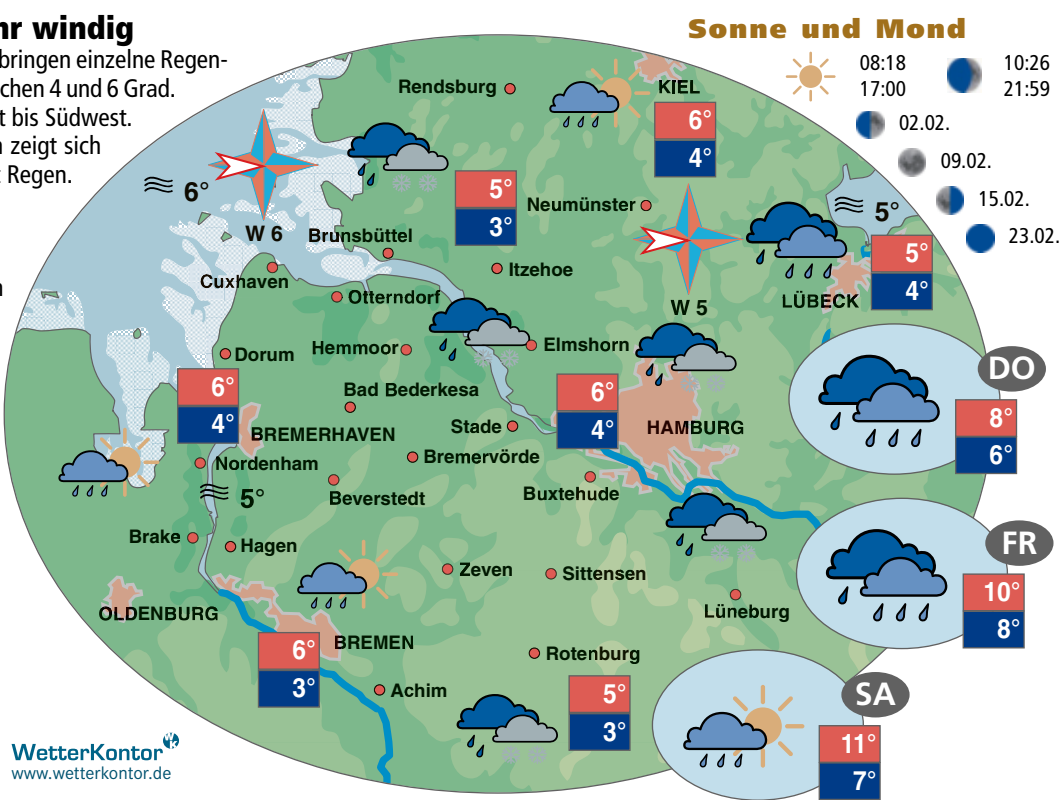 hr windig
bringen einzelne Regen-
chen 4 und 6 Grad.
t bis Südwest.
zeigt sich
Regen.
Sonne und Mond
08:18
17:00
10:26
21:59
02.02.
09.02.
15.02.
23.02.
Rendsburg
KIEL
6°
4°
6°
W 6
5°
3°
Neumünster
5°
W 5
Brunsbüttel
Itzehoe
Cuxhaven
Otterndorf
LÜBECK
5°
4°
Dorum
Hemmoor
Elmshorn
6°
4°
Bad Bederkesa
BREMERHAVEN
Stade
6°
4°
HAMBURG
DO
8°
6°
Nordenham
Bremervörde
5°
Beverstedt
Buxtehude
Brake
Hagen
Zeven
Sittensen
Lüneburg
FR
10°
8°
OLDENBURG
BREMEN
6°
3°
Rotenburg
Achim
5°
3°
SA
11°
7°
WetterKontor
www.wetterkontor.de